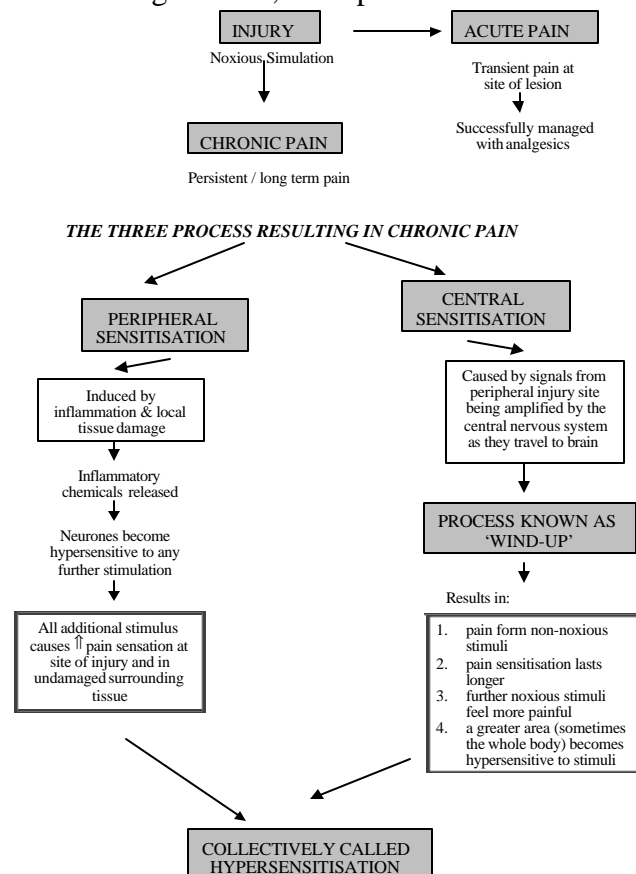 INJURY
Noxious Simulation
ACUTE PAIN
Transient pain at
site of lesion
Successfully managed
with analgesics
CHRONIC PAIN
Persistent / long term pain
THE THREE PROCESS RESULTING IN CHRONIC PAIN
PERIPHERAL
SENSITISATION
Induced by
inflammation & local
tissue damage
Inflammatory
chemicals released
Neurones become
hypersensitive to any
further stimulation
All additional stimulus
causes ⇑ pain sensation at
site of injury and in
undamaged surrounding
tissue
CENTRAL
SENSITISATION
Caused by signals from
peripheral injury site
being amplified by the
central nervous system
as they travel to brain
PROCESS KNOWN AS
‘WIND-UP’
Results in:
1. pain form non-noxious
stimuli
2. pain sensitisation lasts
longer
3. further noxious stimuli
feel more painful
4. a greater area (sometimes
the whole body) becomes
hypersensitive to stimuli
COLLECTIVELY CALLED
HYPERSENSITISATION